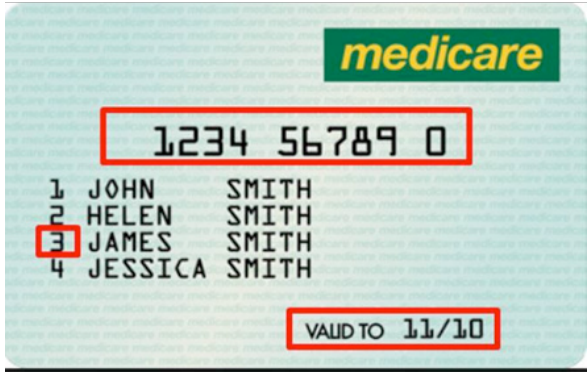 medicare
1234 56789 0
1 JOHN SMITH
2 HELEN SMITH
3 JAMES SMITH
4 JESSICA SMITH
VALID TO 11/10